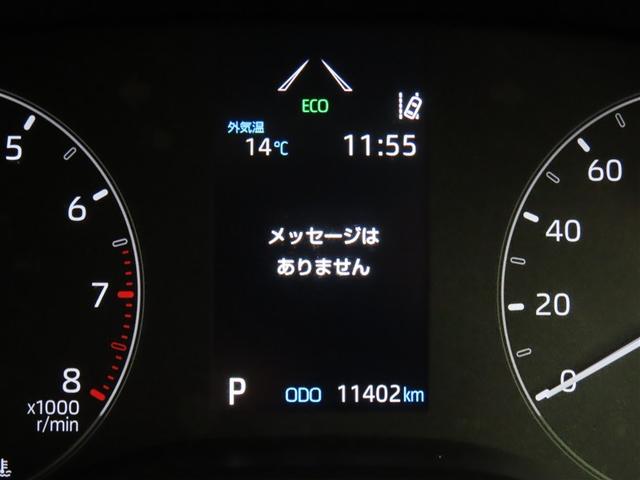 ECO
外気温
14℃ 11:55
メッセージは
ありません
P ODO 11402km
5
6
7
8
x1000
r/min
60
40
20
0